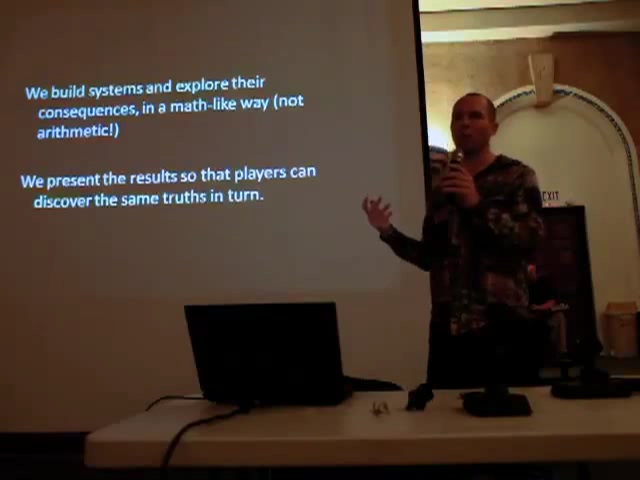 We build systems and explore their
consequences, in a math-like way (not
arithmetic!)
We present the results so that players can
discover the same truths in turn.
EXIT